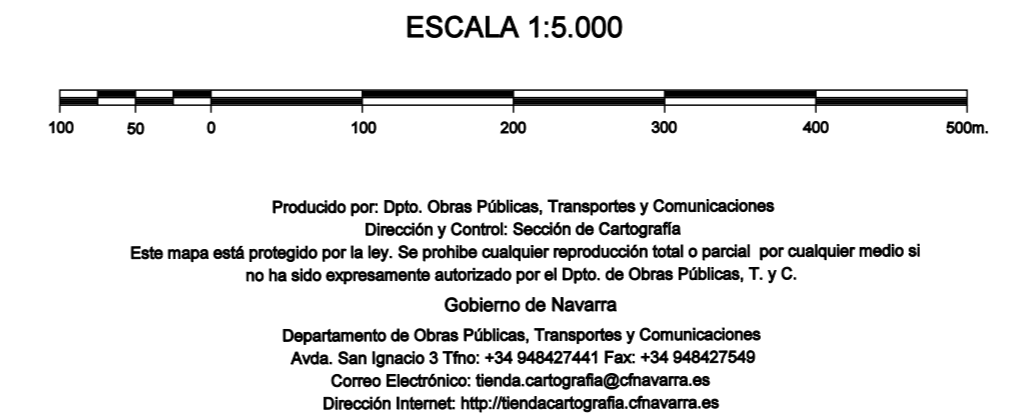 ESCALA 1:5.000
100 50 0 100 200 300 400 500m.
Producido por: Dpto. Obras Públicas, Transportes y Comunicaciones
Dirección y Control: Sección de Cartografía
Este mapa está protegido por la ley. Se prohibe cualquier reproducción total o parcial por cualquier medio si
no ha sido expresamente autorizado por el Dpto. de Obras Públicas, T. y C.
Gobierno de Navarra
Departamento de Obras Públicas, Transportes y Comunicaciones
Avda. San Ignacio 3 Tfno: +34 948427441 Fax: +34 948427549
Correo Electrónico: tienda.cartografia@cfnavarra.es
Dirección Internet: http://tiendacartografia.cfnavarra.es